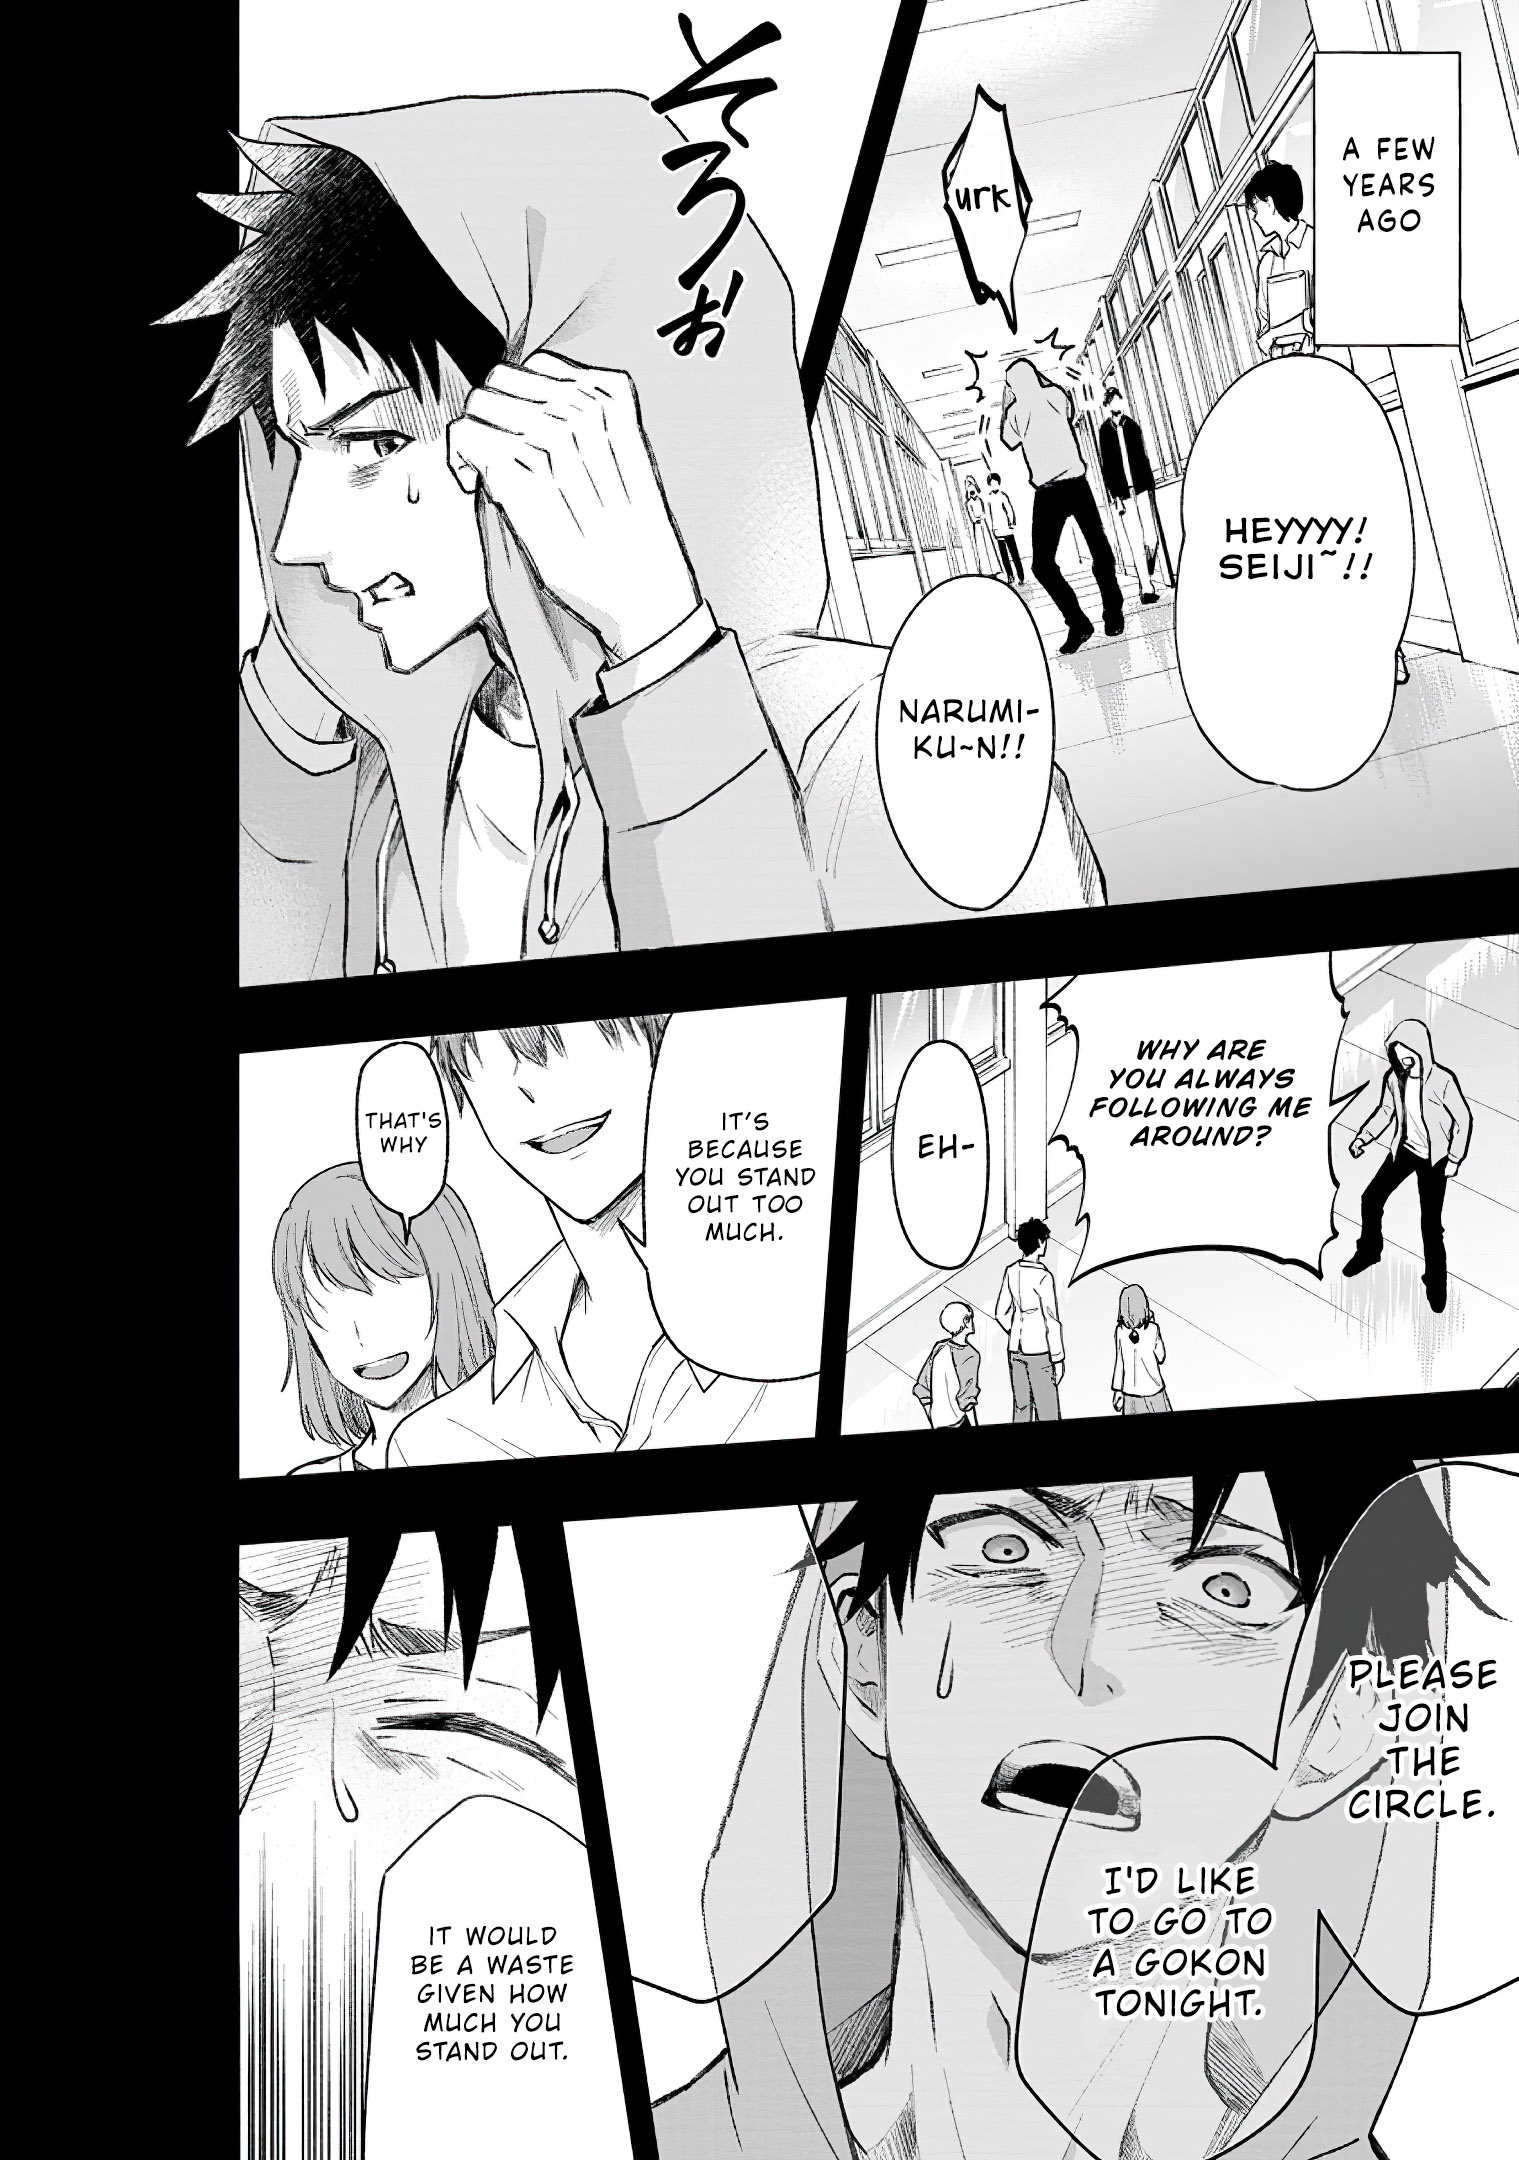 A FEW
YEARS
AGO
urk
HEYYYY!
SEIJI~!!
NARUMI-
KU~N!!
そろぉ
WHY ARE
YOU ALWAYS
FOLLOWING ME
AROUND?
EH-
IT'S
BECAUSE
YOU STAND
OUT TOO
MUCH.
THAT'S
WHY
PLEASE
JOIN
THE
CIRCLE.
I'D LIKE
TO GO TO
A GOKON
TONIGHT.
IT WOULD
BE A WASTE
GIVEN HOW
MUCH YOU
STAND OUT.